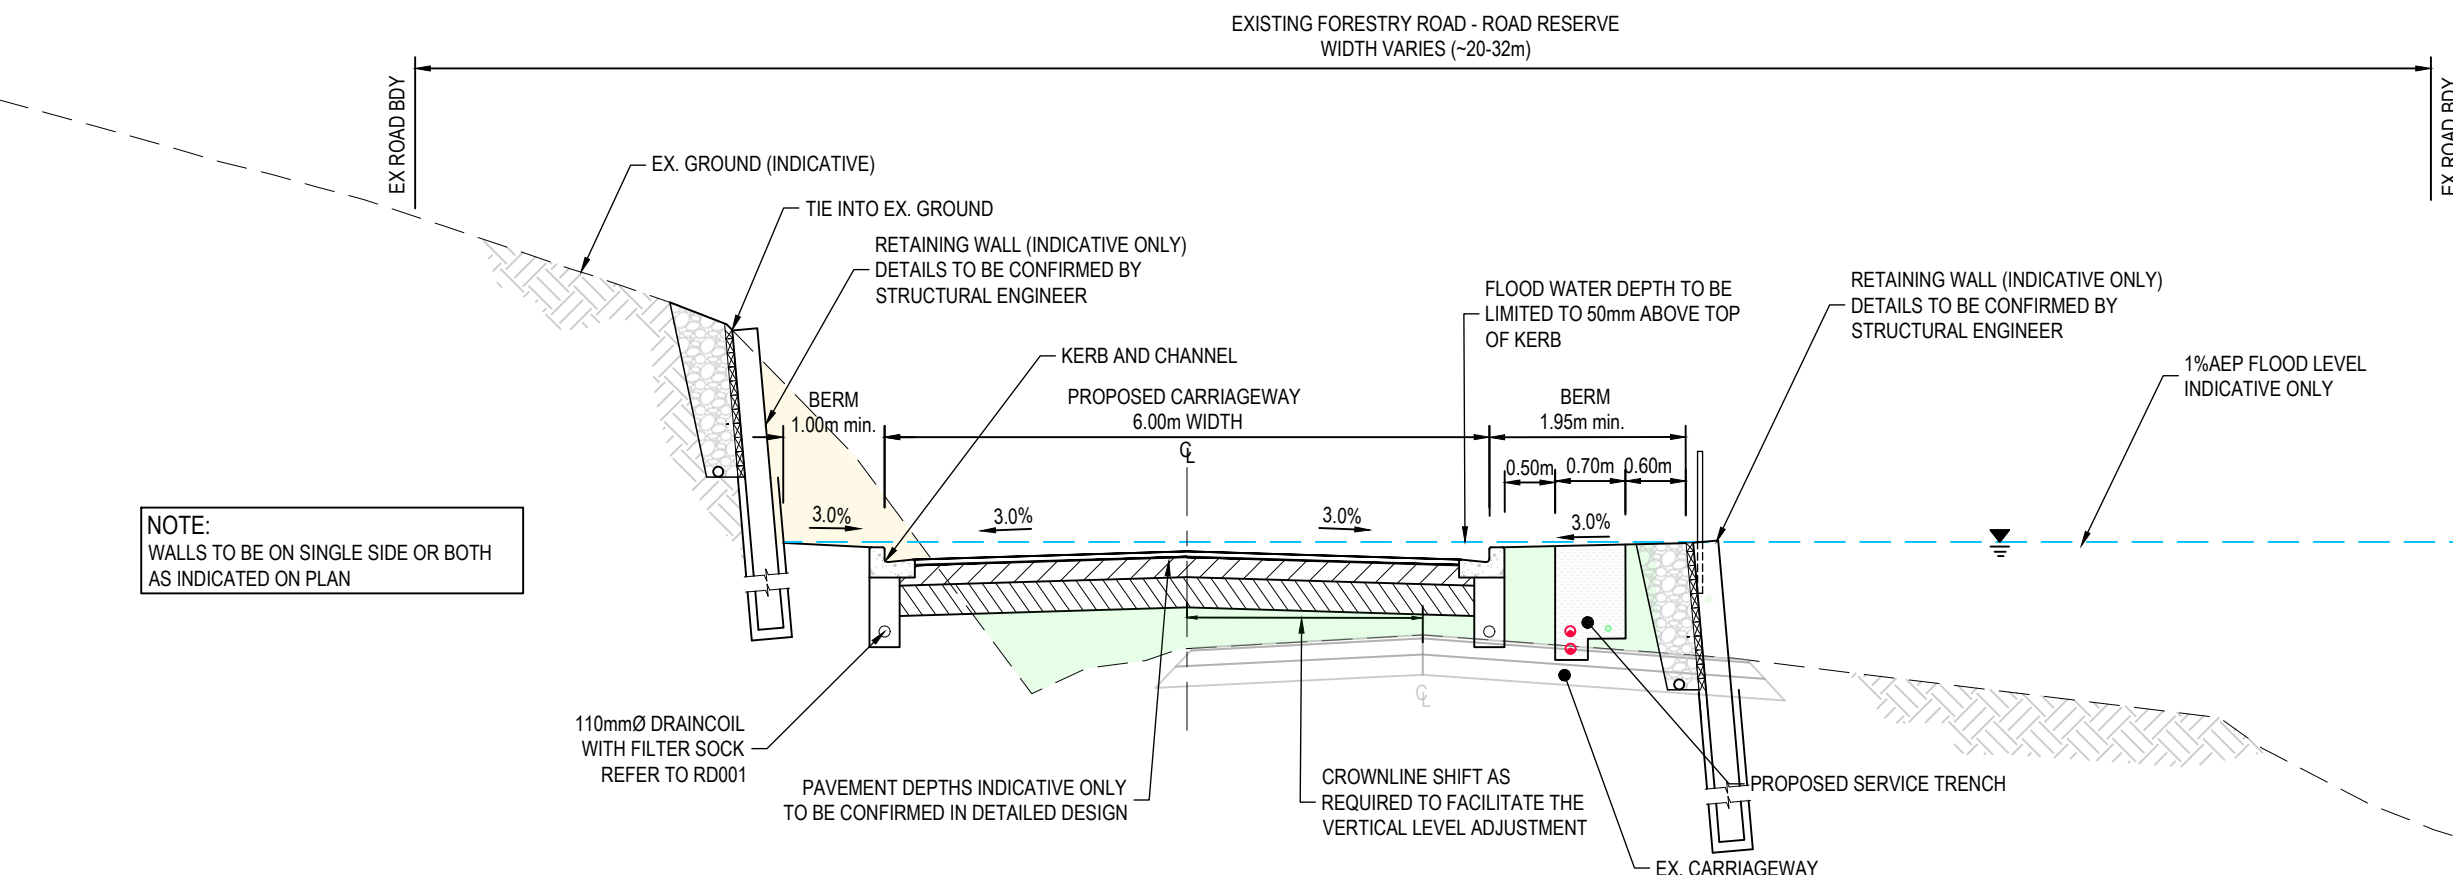 EXISTING FORESTRY ROAD - ROAD RESERVE
WIDTH VARIES (~20-32m)
EX ROAD BDY
EX ROAD BDY
EX. GROUND (INDICATIVE)
TIE INTO EX. GROUND
RETAINING WALL (INDICATIVE ONLY)
DETAILS TO BE CONFIRMED BY
STRUCTURAL ENGINEER
FLOOD WATER DEPTH TO BE
LIMITED TO 50mm ABOVE TOP
OF KERB
RETAINING WALL (INDICATIVE ONLY)
DETAILS TO BE CONFIRMED BY
STRUCTURAL ENGINEER
KERB AND CHANNEL
1%AEP FLOOD LEVEL
INDICATIVE ONLY
BERM
1.00m min.
PROPOSED CARRIAGEWAY
6.00m WIDTH
BERM
1.95m min.
CL
0.50m
0.70m
0.60m
3.0%
3.0%
3.0%
3.0%
NOTE:
WALLS TO BE ON SINGLE SIDE OR BOTH
AS INDICATED ON PLAN
CL
110mmØ DRAINCOIL
WITH FILTER SOCK
REFER TO RD001
PAVEMENT DEPTHS INDICATIVE ONLY
TO BE CONFIRMED IN DETAILED DESIGN
CROWNLINE SHIFT AS
REQUIRED TO FACILITATE THE
VERTICAL LEVEL ADJUSTMENT
PROPOSED SERVICE TRENCH
EX. CARRIAGEWAY